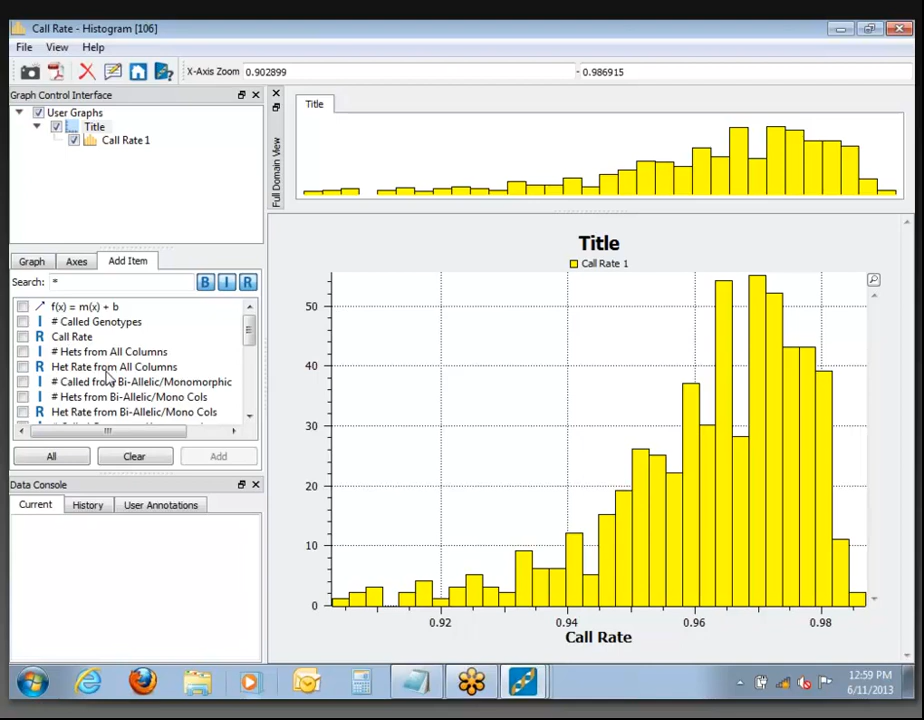 Call Rate - Histogram [106]
File View Help
X-Axis Zoom 0.902899 - 0.986915
Graph Control Interface
User Graphs
Title
Call Rate 1
Full Domain View
Title
Graph Axes Add Item
Search: * B I R
f(x) = m(x) + b
I # Called Genotypes
R Call Rate
I # Hets from All Columns
R Het Rate from All Columns
I # Called from Bi-Allelic/Monomorphic
I # Hets from Bi-Allelic/Mono Cols
R Het Rate from Bi-Allelic/Mono Cols
All Clear Add
Data Console
Current History User Annotations
Title
Call Rate 1
50
40
30
20
10
0
0.92 0.94 0.96 0.98
Call Rate
12:59 PM
6/11/2013